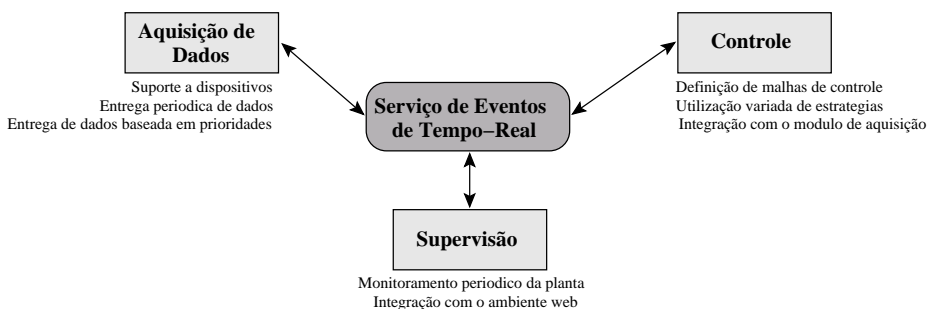 Aquisição de
Dados
Suporte a dispositivos
Entrega periodica de dados
Entrega de dados baseada em prioridades
Serviço de Eventos
de Tempo−Real
Controle
Definição de malhas de controle
Utilização variada de estrategias
Integração com o modulo de aquisição
Supervisão
Monitoramento periodico da planta
Integração com o ambiente web